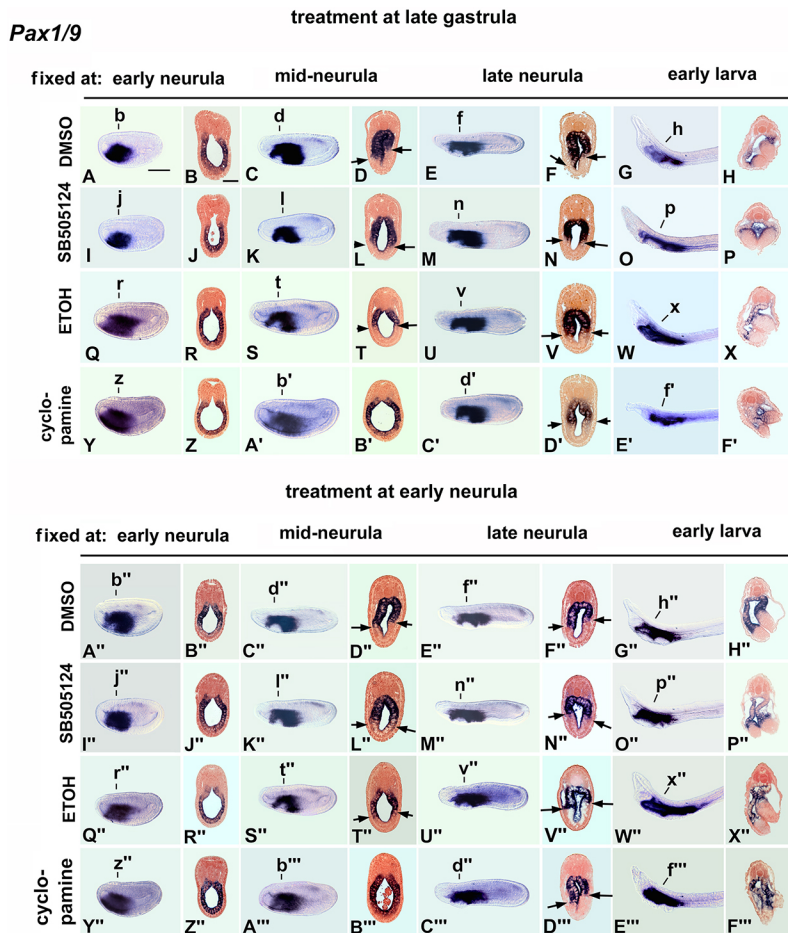 treatment at late gastrula
Pax1/9
fixed at: early neurula mid-neurula late neurula early larva
b d f h
DMSO
A B C D E F G H
j l n p
SB505124
I J K L M N O P
r t v x
ETOH
Q R S T U V W X
z b' d' f'
cyclo-
pamine
Y Z A' B' C' D' E' F'
treatment at early neurula
fixed at: early neurula mid-neurula late neurula early larva
b" d" f" h"
DMSO
A" B" C" D" E" F" G" H"
j" l" n" p"
SB505124
I" J" K" L" M" N" O" P"
r" t" v" x"
ETOH
Q" R" S" T" U" V" W" X"
z" b''' d" f'''
cyclo-
pamine
Y" Z" A''' B''' C''' D''' E''' F'''